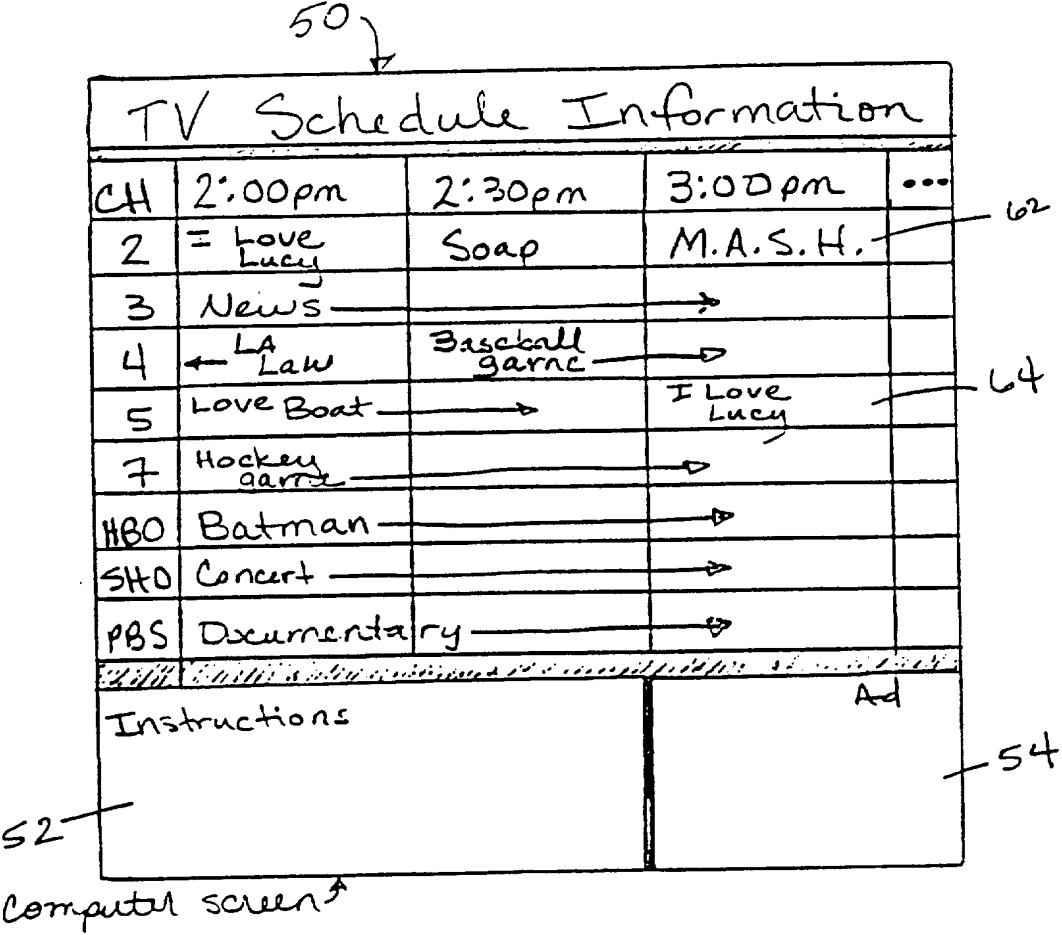 50
TV Schedule Information
CH 2:00pm 2:30pm 3:00pm ...
62
2 I Love Soap M.A.S.H.
Lucy
3 News
4 LA Baseball
Law game
64
5 Love Boat I Love
Lucy
7 Hockey
game
HBO Batman
SHO Concert
PBS Documentary
Ad
Instructions
54
52
Computer screen